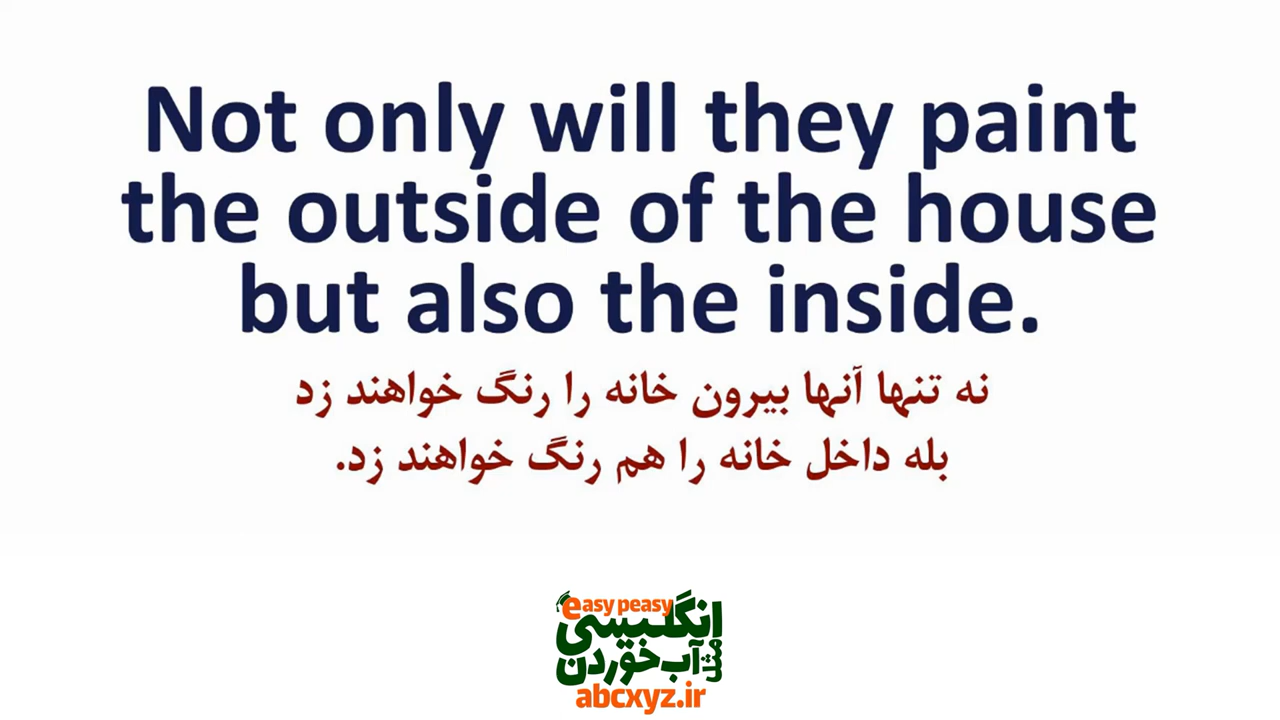 Not only will they paint
the outside of the house
but also the inside.
نه تنها آنها بیرون خانه را رنگ خواهند زد
بله داخل خانه را هم رنگ خواهند زد.
easy peasy
انگلیسی
مثل آب خوردن
abcxyz.ir